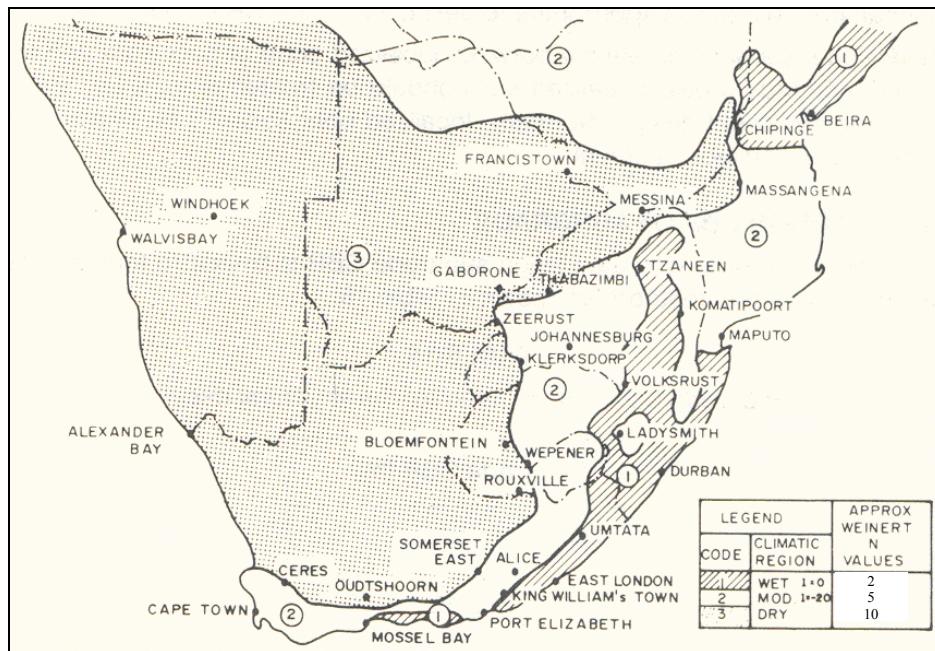 2
1
BEIRA
CHIPINGE
FRANCISTOWN
MASSANGENA
MESSINA
WINDHOEK
2
WALVISBAY
3
TZANEEN
GABORONE
THABAZIMBI
KOMATIPOORT
ZEERUST
JOHANNESBURG
MAPUTO
KLERKSDORP
2
VOLKSRUST
ALEXANDER
BAY
LADYSMITH
BLOEMFONTEIN
WEPENER
1
DURBAN
ROUXVILLE
UMTATA
SOMERSET
EAST
ALICE
CERES
OUDTSHOORN
EAST LONDON
KING WILLIAM's TOWN
CAPE TOWN
2
1
PORT ELIZABETH
MOSSEL BAY
LEGEND
APPROX
WEINERT
N
VALUES
CODE
CLIMATIC
REGION
1 WET I=0 2
2 MOD I=-20 5
3 DRY 10